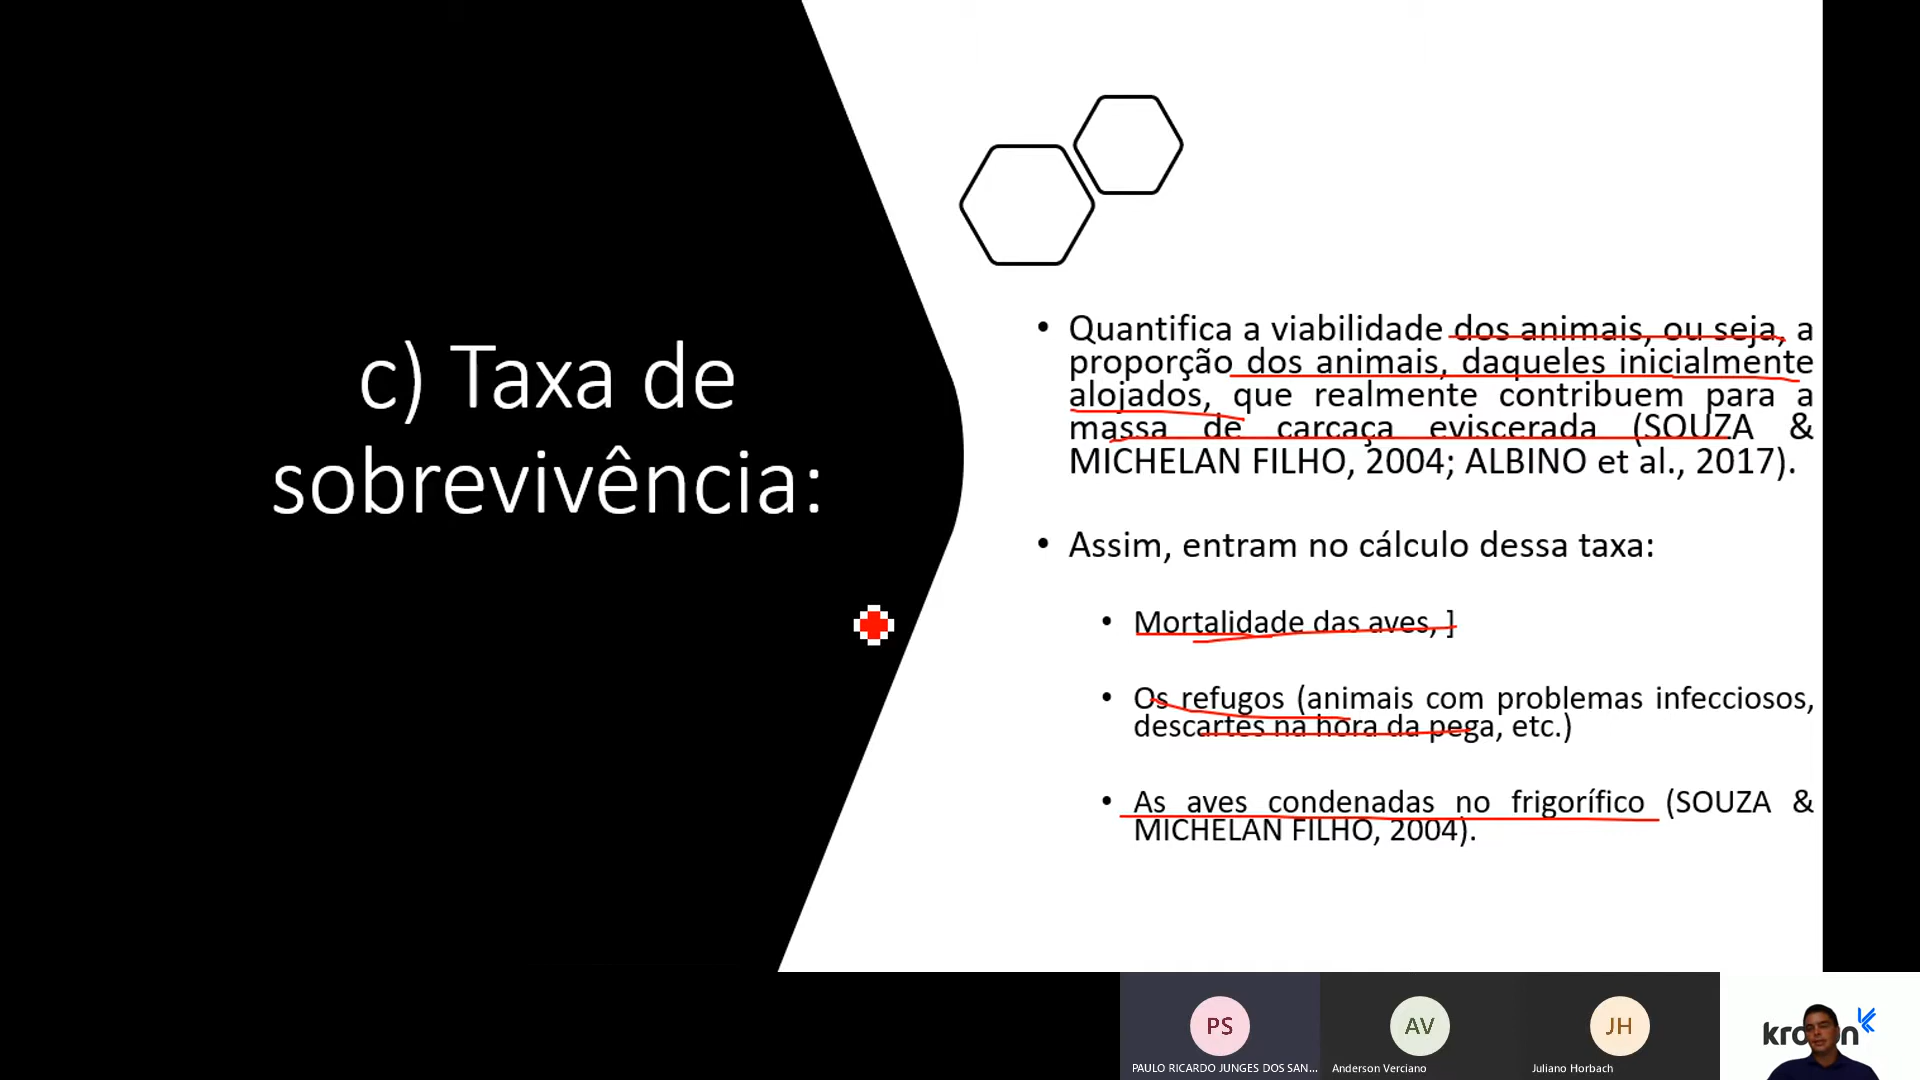 c) Taxa de
sobrevivência:
• Quantifica a viabilidade dos animais, ou seja, a
proporção dos animais, daqueles inicialmente
alojados, que realmente contribuem para a
massa de carcaça eviscerada (SOUZA &
MICHELAN FILHO, 2004; ALBINO et al., 2017).
• Assim, entram no cálculo dessa taxa:
• Mortalidade das aves, ]
• Os refugos (animais com problemas infecciosos,
descartes na hora da pega, etc.)
• As aves condenadas no frigorífico (SOUZA &
MICHELAN FILHO, 2004).
PS
AV
JH
PAULO RICARDO JUNGES DOS SAN...
Anderson Verciano
Juliano Horbach